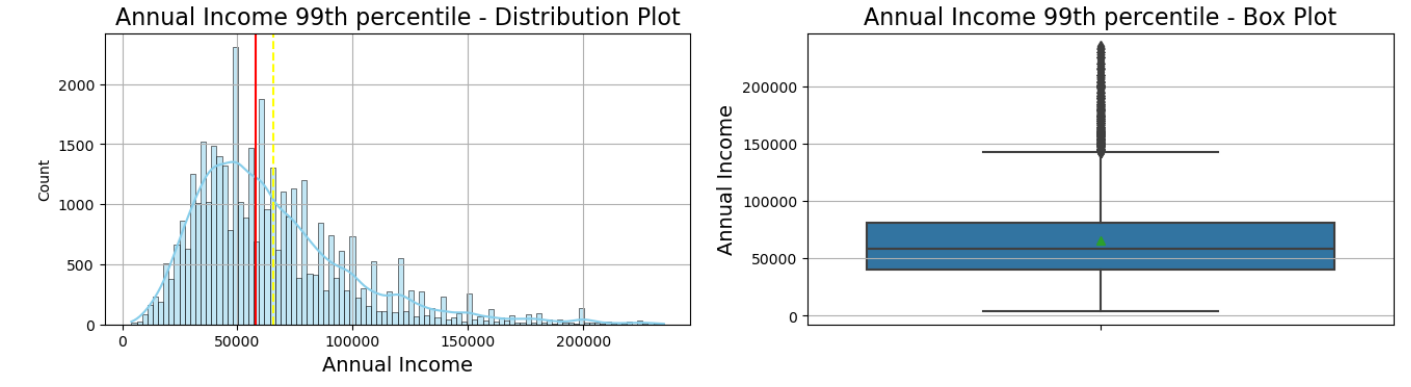 Annual Income 99th percentile - Distribution Plot
Count
2000
1500
1000
500
0
0 50000 100000 150000 200000
Annual Income
Annual Income 99th percentile - Box Plot
Annual Income
200000
150000
100000
50000
0